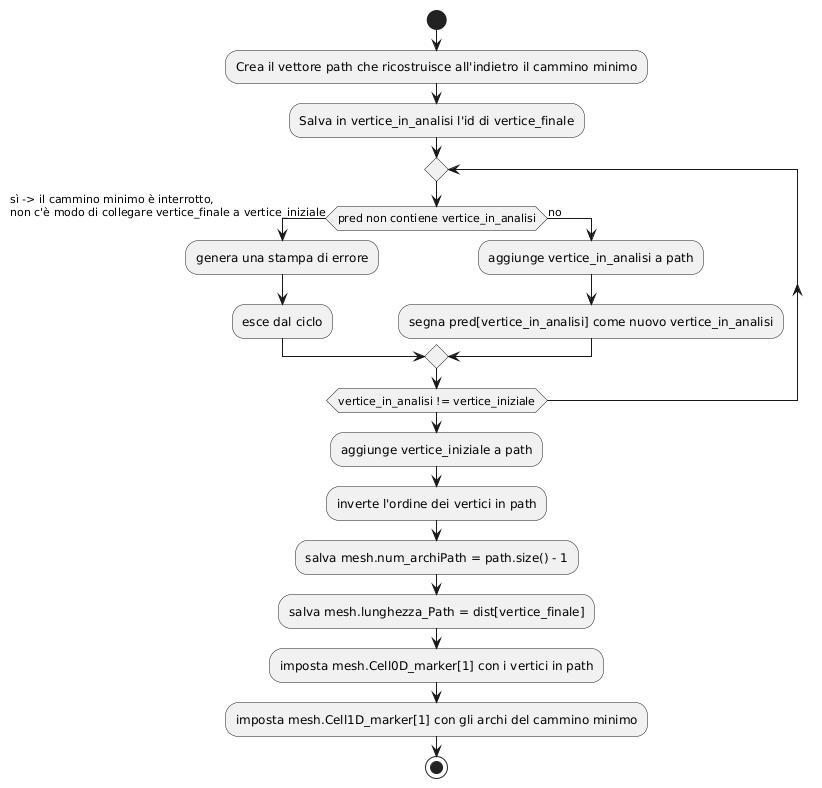 Crea il vettore path che ricostruisce all'indietro il cammino minimo
Salva in vertice_in_analisi l'id di vertice_finale
sì -> il cammino minimo è interrotto,
non c'è modo di collegare vertice_finale a vertice_iniziale
pred non contiene vertice_in_analisi
no
genera una stampa di errore
aggiunge vertice_in_analisi a path
esce dal ciclo
segna pred[vertice_in_analisi] come nuovo vertice_in_analisi
vertice_in_analisi != vertice_iniziale
aggiunge vertice_iniziale a path
inverte l'ordine dei vertici in path
salva mesh.num_archiPath = path.size() - 1
salva mesh.lunghezza_Path = dist[vertice_finale]
imposta mesh.Cell0D_marker[1] con i vertici in path
imposta mesh.Cell1D_marker[1] con gli archi del cammino minimo